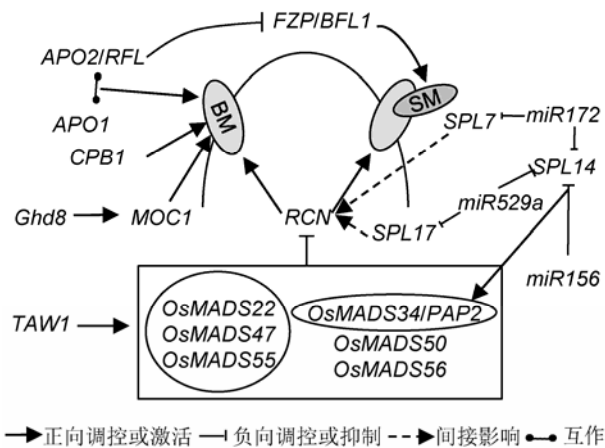 FZP/BFL1
APO2/RFL
BM
SM
APO1
SPL7
miR172
CPB1
SPL14
Ghd8
MOC1
RCN
SPL17
miR529a
miR156
TAW1
OsMADS22
OsMADS47
OsMADS55
OsMADS34/PAP2
OsMADS50
OsMADS56
正向调控或激活 负向调控或抑制 间接影响 互作